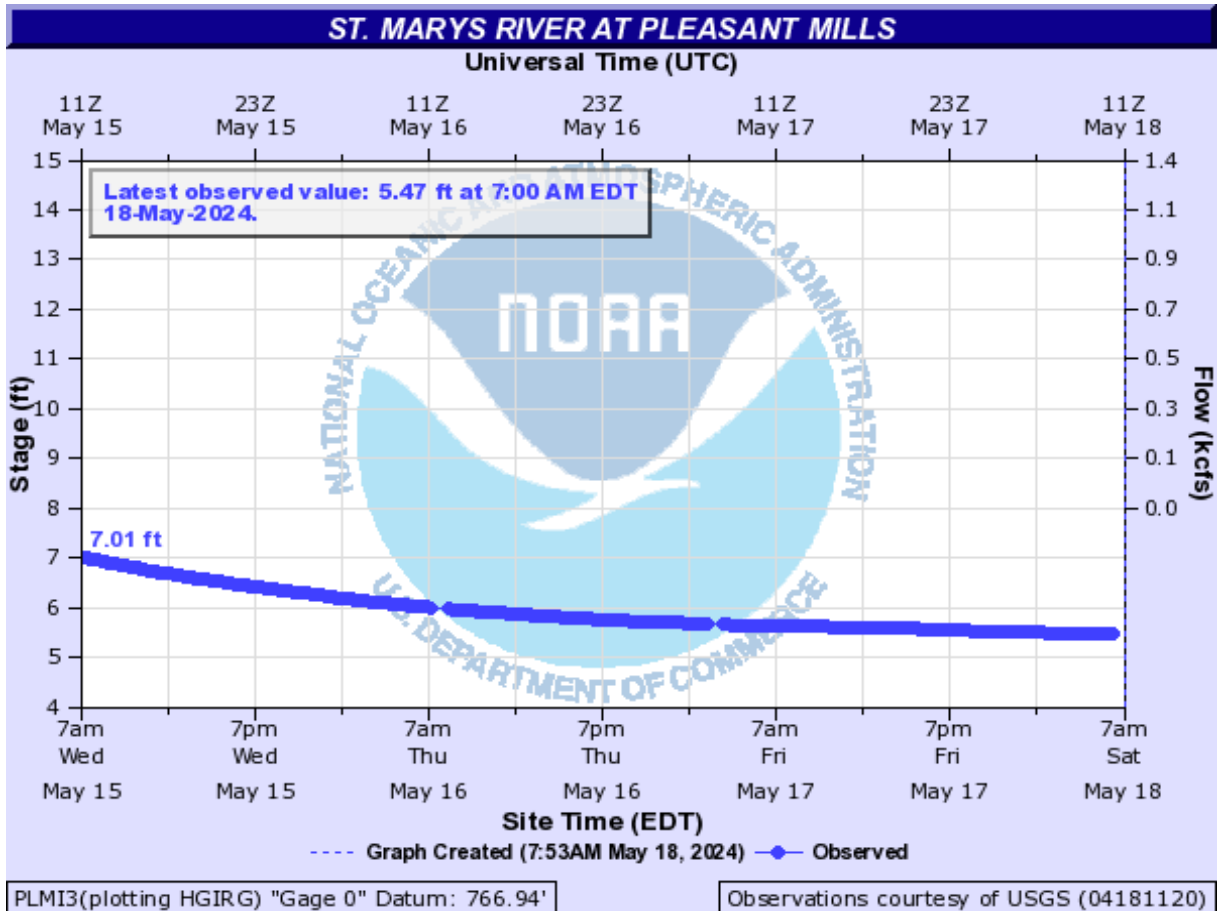 ST. MARYS RIVER AT PLEASANT MILLS
Universal Time (UTC)
11Z 23Z 11Z 23Z 11Z 23Z 11Z
May 15 May 15 May 16 May 16 May 17 May 17 May 18
Latest observed value: 5.47 ft at 7:00 AM EDT
18-May-2024.
15
14
13
12
11
10
9
8
7
6
5
4
Stage (ft)
1.4
1.1
0.9
0.7
0.5
0.3
0.1
0.0
Flow (kcfs)
7.01 ft
NATIONAL OCEANIC AND ATMOSPHERIC ADMINISTRATION
NOAA
U.S. DEPARTMENT OF COMMERCE
7am 7pm 7am 7pm 7am 7pm 7am
Wed Wed Thu Thu Fri Fri Sat
May 15 May 15 May 16 May 16 May 17 May 17 May 18
Site Time (EDT)
Graph Created (7:53AM May 18, 2024) Observed
PLMI3(plotting HGIRG) "Gage 0" Datum: 766.94'
Observations courtesy of USGS (04181120)